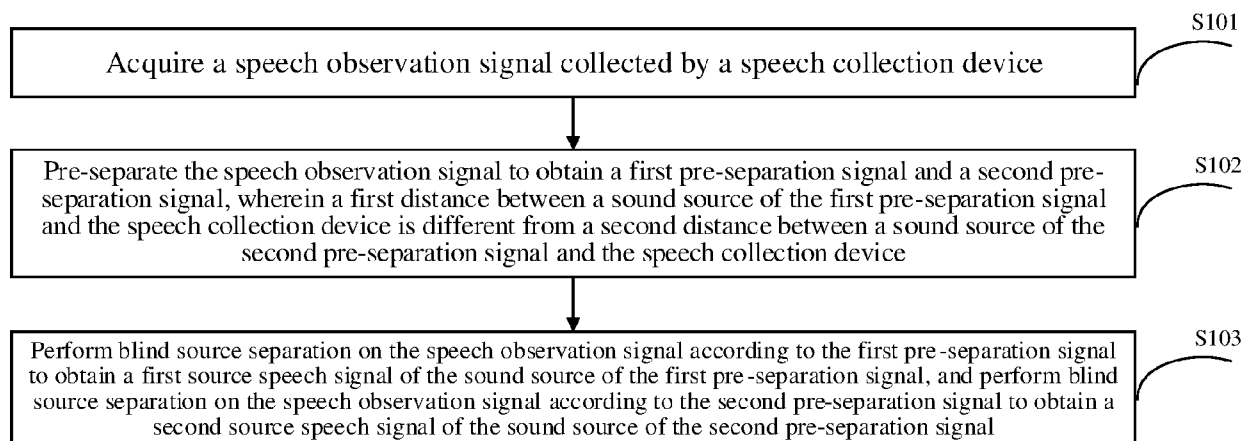 S101
Acquire a speech observation signal collected by a speech collection device
S102
Pre-separate the speech observation signal to obtain a first pre-separation signal and a second pre-
separation signal, wherein a first distance between a sound source of the first pre-separation signal
and the speech collection device is different from a second distance between a sound source of the
second pre-separation signal and the speech collection device
S103
Perform blind source separation on the speech observation signal according to the first pre-separation signal
to obtain a first source speech signal of the sound source of the first pre-separation signal, and perform blind
source separation on the speech observation signal according to the second pre-separation signal to obtain a
second source speech signal of the sound source of the second pre-separation signal